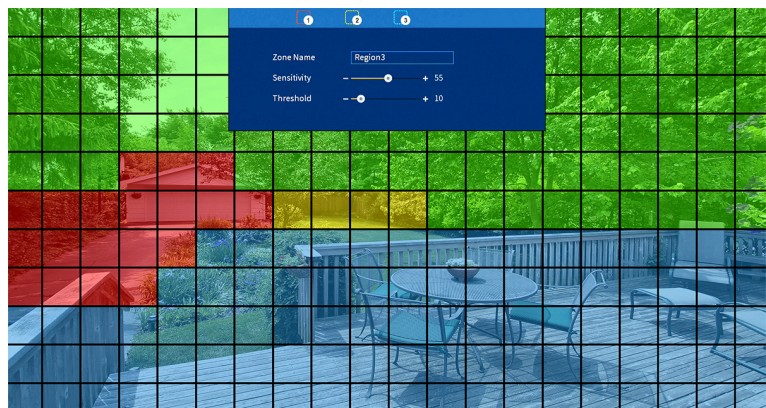 1 2 3
Zone Name Region3
Sensitivity - + 55
Threshold - + 10